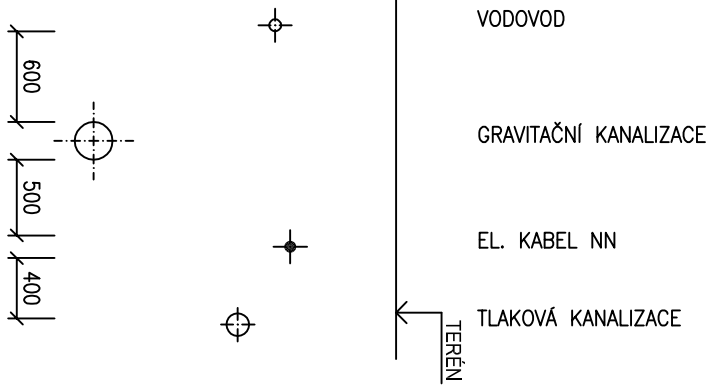 VODOVOD
600
GRAVITAČNÍ KANALIZACE
500
EL. KABEL NN
400
TLAKOVÁ KANALIZACE
TERÉN